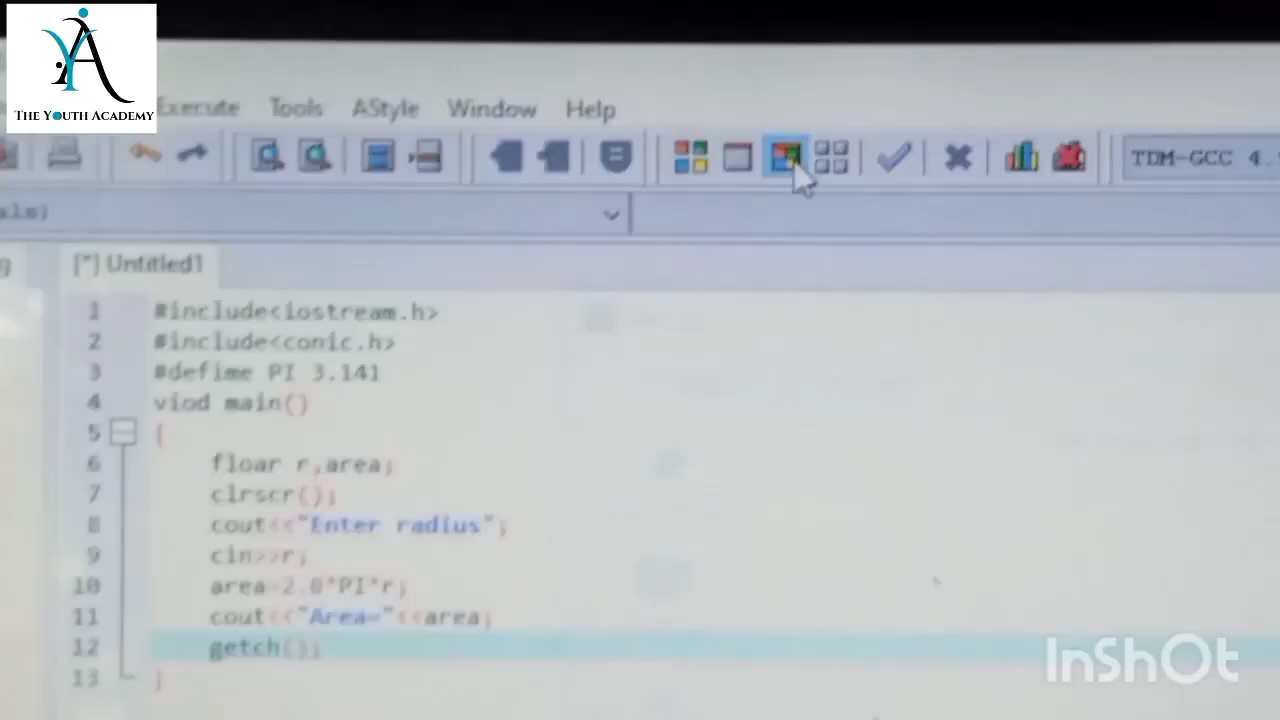 THE YOUTH ACADEMY
Execute Tools AStyle Window Help
TDM-GCC 4.
[*] Untitled1
1 #include<iostream.h>
2 #include<conic.h>
3 #defime PI 3.141
4 viod main()
5 {
6 floar r,area;
7 clrscr();
8 cout<<"Enter radius";
9 cin>>r;
10 area=2.0*PI*r;
11 cout<<"Area="<<area;
12 getch();
13 }
InShOt